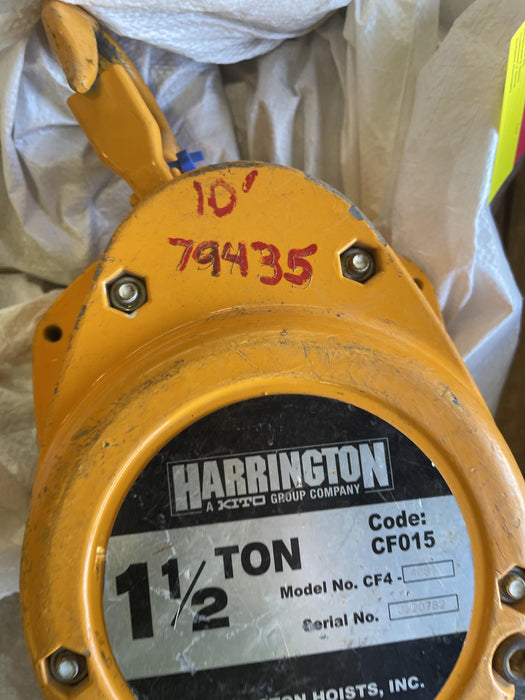 10'
79435
HARRINGTON
A KITO GROUP COMPANY
Code:
CF015
1 1/2 TON
Model No. CF4 -
Serial No.
TON HOISTS, INC.